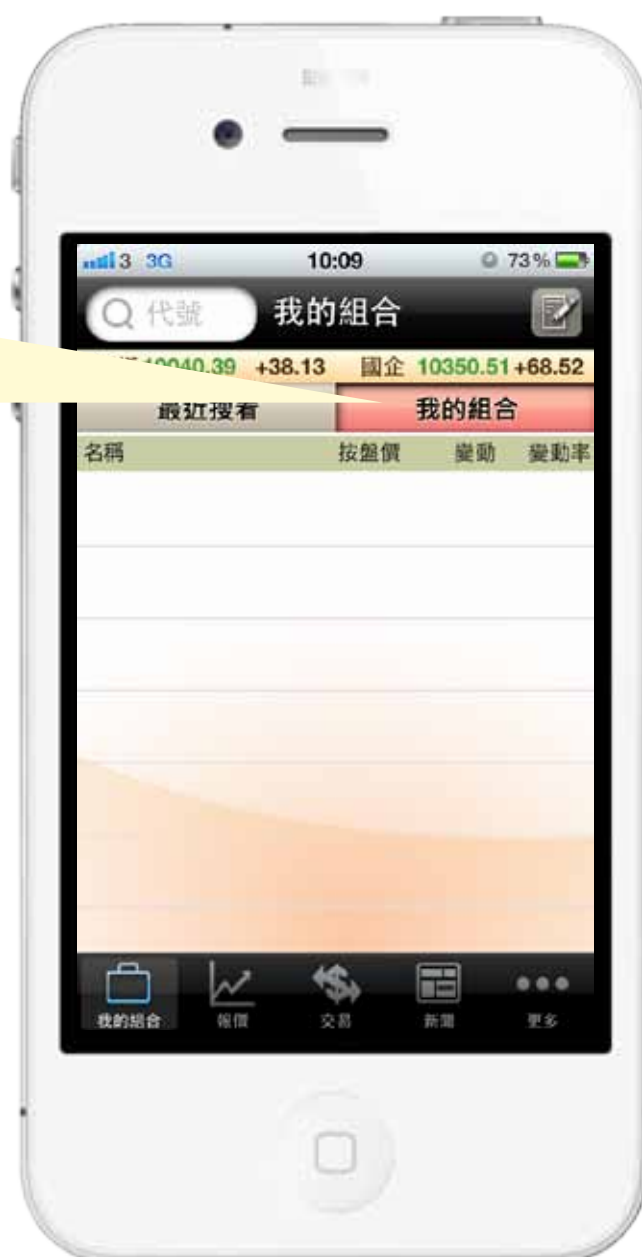 3 3G 10:09 73%
代號 我的組合
+38.13 國企 10350.51 +68.52
最近搜看 我的組合
名稱 按盤價 變動 變動率
我的組合 報價 交易 新聞 更多